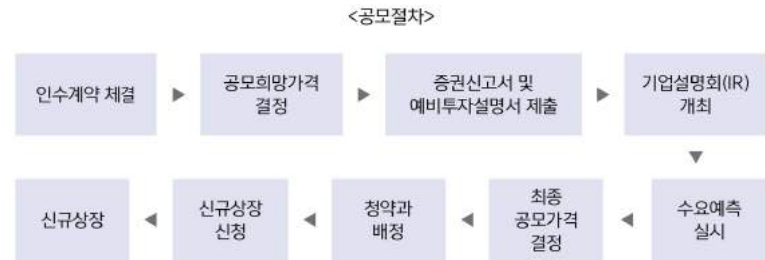 <공모절차>
인수계약 체결
공모희망가격
결정
증권신고서 및
예비투자설명서 제출
기업설명회(IR)
개최
수요예측
실시
최종
공모가격
결정
청약과
배정
신규상장
신청
신규상장